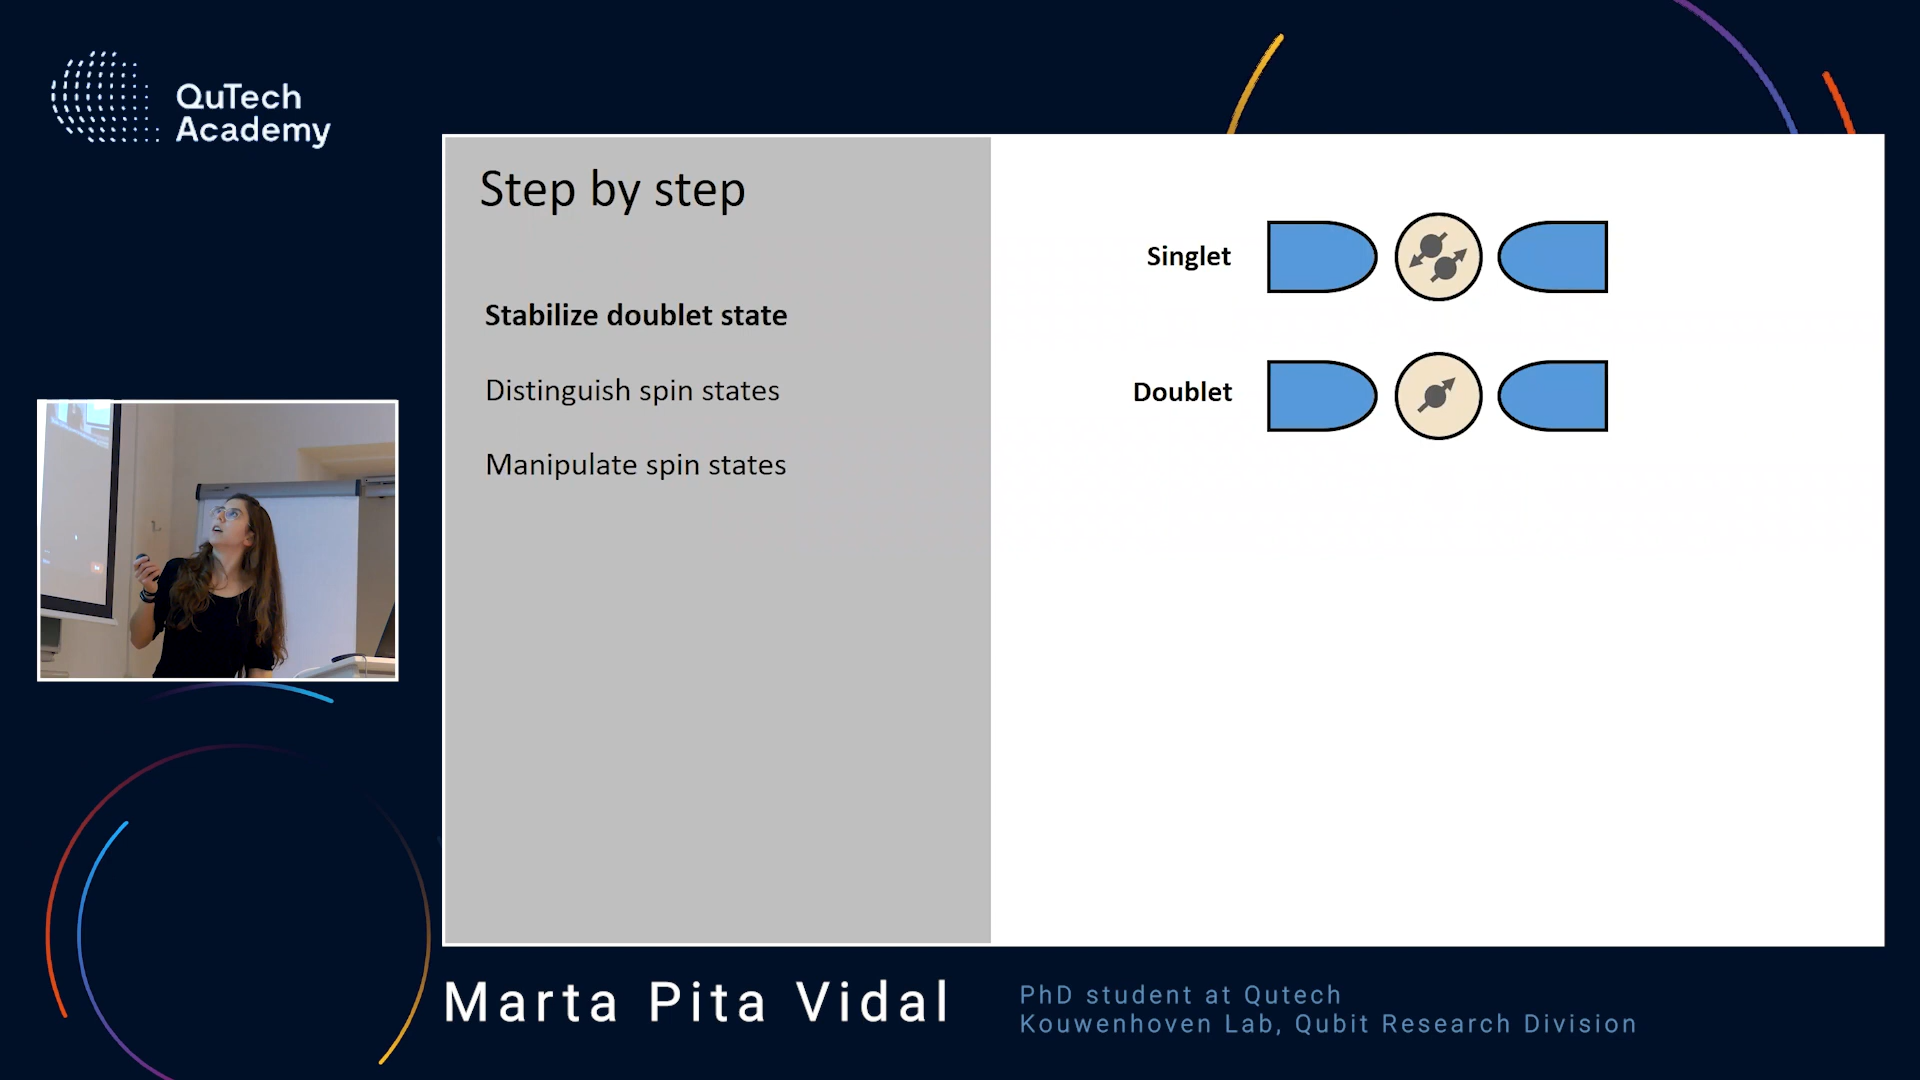 QuTech
Academy
Step by step
Stabilize doublet state
Distinguish spin states
Manipulate spin states
Singlet
Doublet
Marta Pita Vidal
PhD student at Qutech
Kouwenhoven Lab, Qubit Research Division